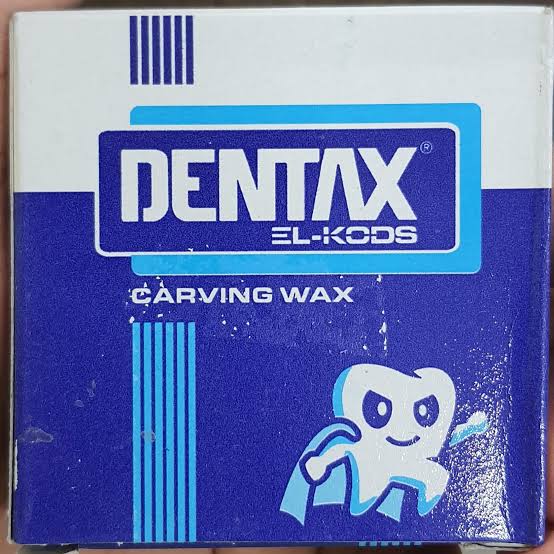 DENTAX®
EL-KODS
CARVING WAX